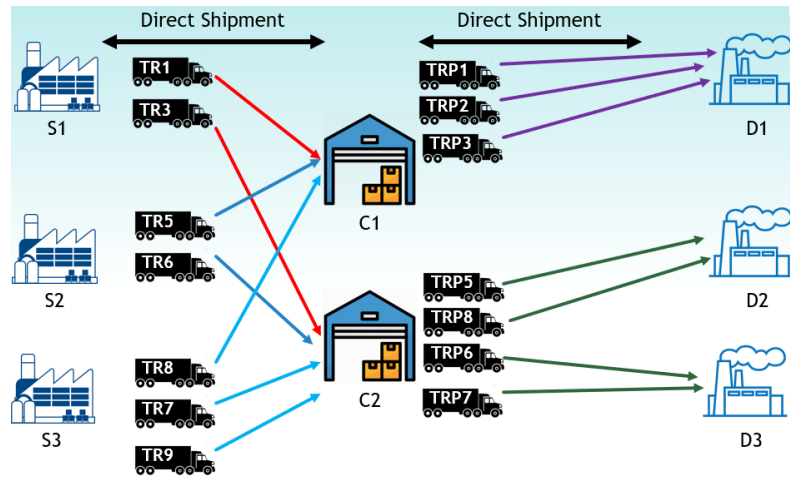 Direct Shipment
Direct Shipment
TR1
TR3
S1
TRP1
TRP2
TRP3
D1
C1
TR5
TR6
S2
TRP5
TRP8
TRP6
TRP7
D2
TR8
TR7
TR9
S3
C2
D3